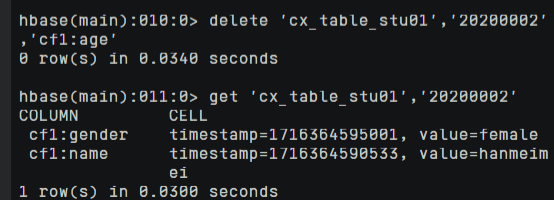 hbase(main):010:0> delete 'cx_table_stu01','20200002'
,'cf1:age'
0 row(s) in 0.0340 seconds
hbase(main):011:0> get 'cx_table_stu01','20200002'
COLUMN CELL
cf1:gender timestamp=1716364595001, value=female
cf1:name timestamp=1716364590533, value=hanmeim
ei
1 row(s) in 0.0300 seconds